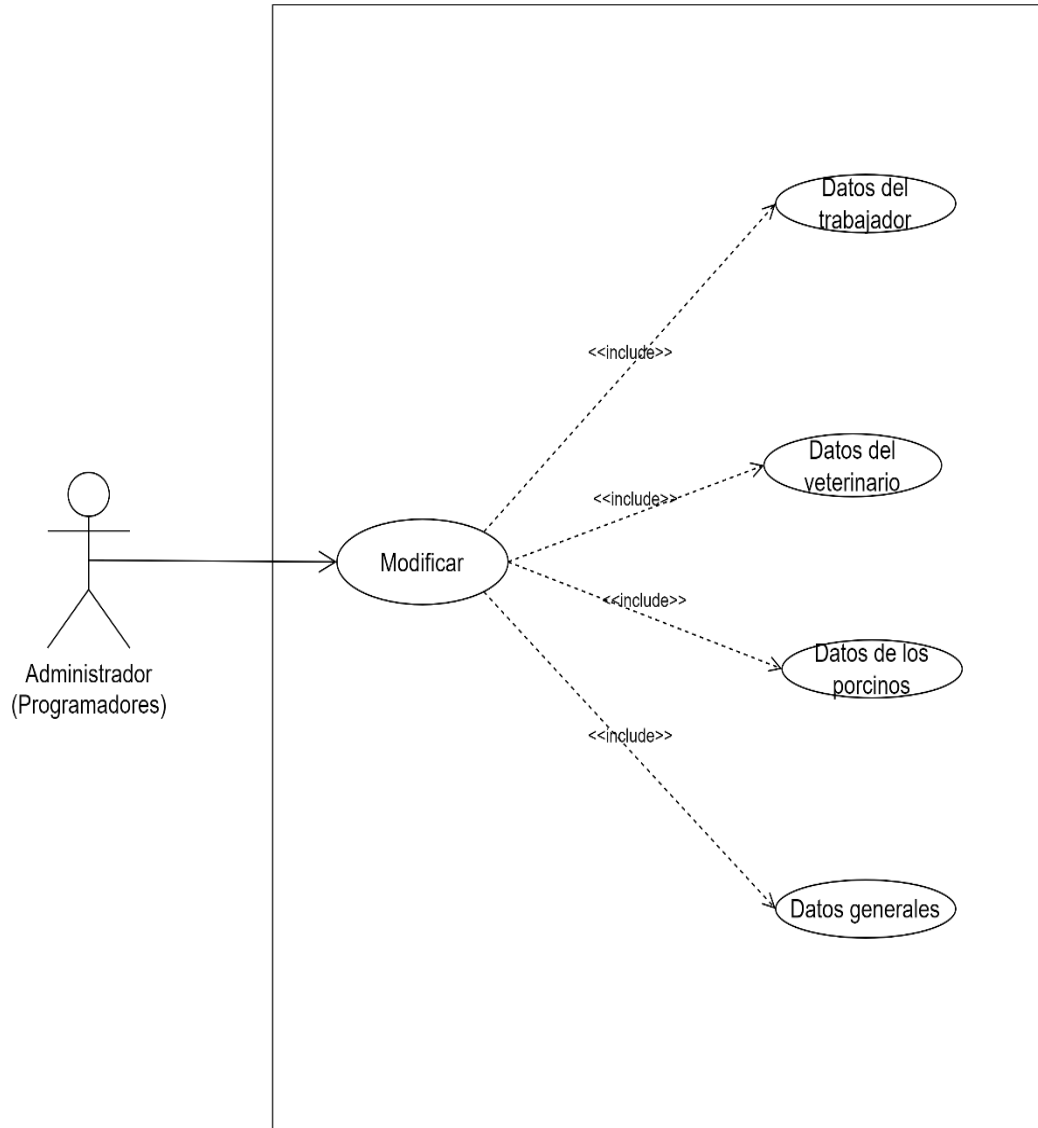 Datos del
trabajador
<<include>>
Datos del
veterinario
<<include>>
Modificar
<<include>>
Datos de los
porcinos
Administrador
(Programadores)
<<include>>
Datos generales